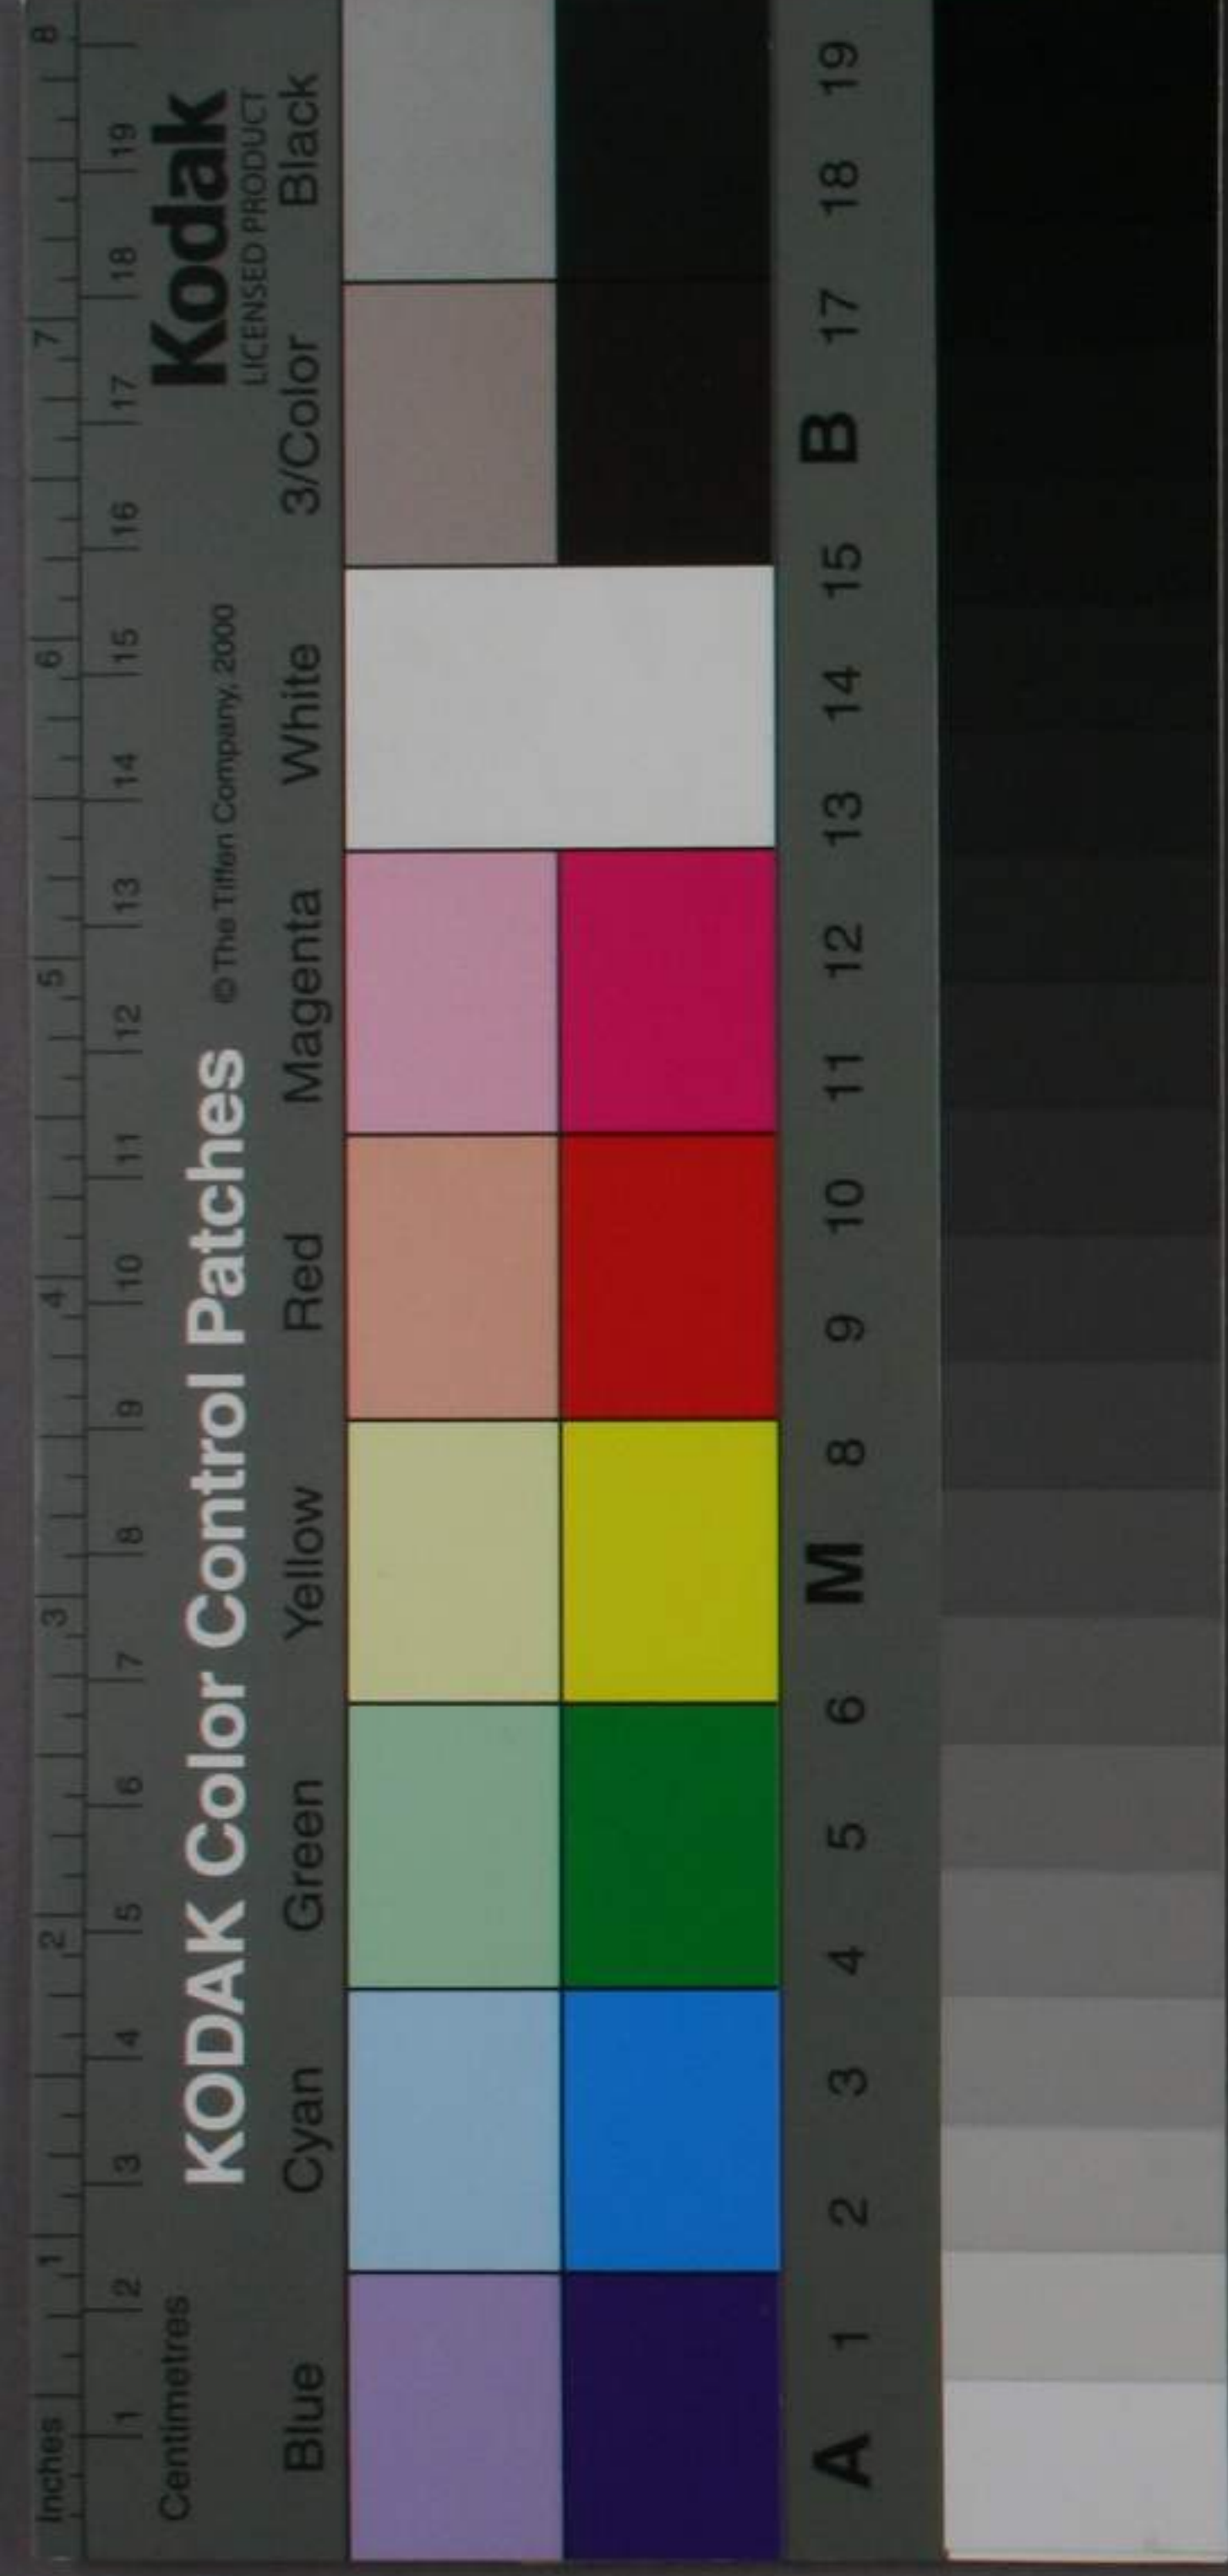 Inches 1 2 3 4 5 6 7 8
1 2 3 4 5 6 7 8 9 10 11 12 13 14 15 16 17 18 19
Centimetres
KODAK Color Control Patches © The Tiffen Company, 2000 Kodak
LICENSED PRODUCT
Blue Cyan Green Yellow Red Magenta White 3/Color Black
A 1 2 3 4 5 6 M 8 9 10 11 12 13 14 15 B 17 18 19